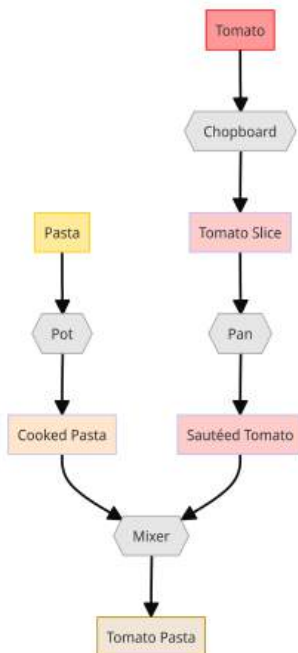 Tomato
Chopboard
Pasta
Tomato Slice
Pot
Pan
Cooked Pasta
Sautéed Tomato
Mixer
Tomato Pasta